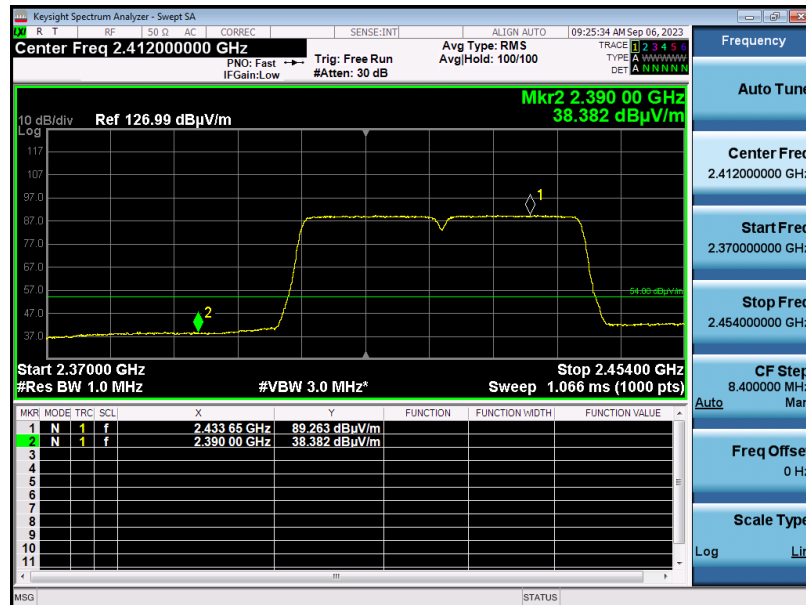 Keysight Spectrum Analyzer - Swept SA
LXI R T RF 50 Ω AC CORREC SENSE:INT ALIGN AUTO 09:25:34 AM Sep 06, 2023
Center Freq 2.412000000 GHz
PNO: Fast
IFGain:Low
Trig: Free Run
#Atten: 30 dB
Avg Type: RMS
Avg|Hold: 100/100
TRACE 1 2 3 4 5 6
TYPE A WWWWW
DET A N N N N N
Mkr2 2.390 00 GHz
38.382 dBµV/m
10 dB/div Ref 126.99 dBµV/m
Log
117
107
97.0
87.0
77.0
67.0
57.0
47.0
37.0
1
2
54.00 dBµV/m
Start 2.37000 GHz Stop 2.45400 GHz
#Res BW 1.0 MHz #VBW 3.0 MHz* Sweep 1.066 ms (1000 pts)
MKR MODE TRC SCL X Y FUNCTION FUNCTION WIDTH FUNCTION VALUE
1 N 1 f 2.433 65 GHz 89.263 dBµV/m
2 N 1 f 2.390 00 GHz 38.382 dBµV/m
3
4
5
6
7
8
9
10
11
MSG STATUS
Frequency
Auto Tune
Center Freq
2.412000000 GHz
Start Freq
2.370000000 GHz
Stop Freq
2.454000000 GHz
CF Step
8.400000 MHz
Auto Man
Freq Offset
0 Hz
Scale Type
Log Lin